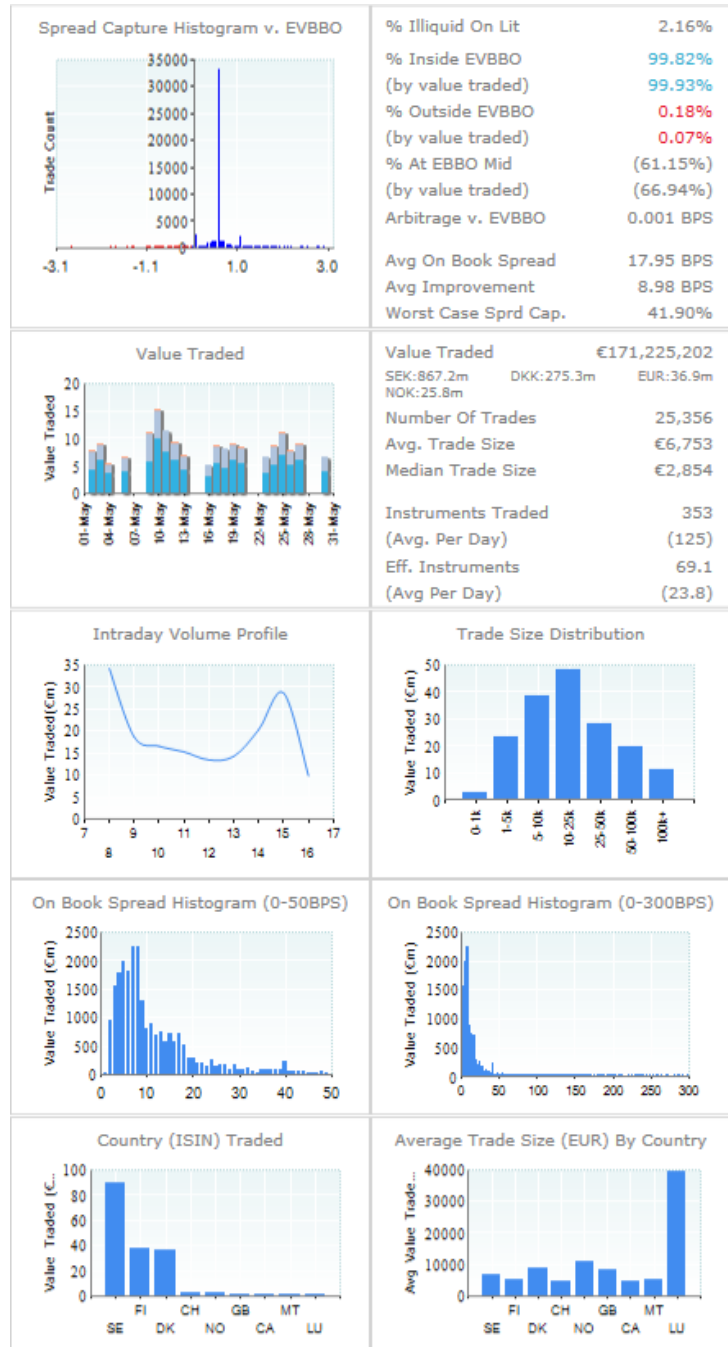 Spread Capture Histogram v. EVBBO
Trade Count
35000
30000
25000
20000
15000
10000
5000
0
-3.1 -1.1 1.0 3.0
% Illiquid On Lit 2.16%
% Inside EVBBO 99.82%
(by value traded) 99.93%
% Outside EVBBO 0.18%
(by value traded) 0.07%
% At EBBO Mid (61.15%)
(by value traded) (66.94%)
Arbitrage v. EVBBO 0.001 BPS
Avg On Book Spread 17.95 BPS
Avg Improvement 8.98 BPS
Worst Case Sprd Cap. 41.90%
Value Traded
Value Traded
20
15
10
5
0
01-May 04-May 07-May 10-May 13-May 16-May 19-May 22-May 25-May 28-May 31-May
Value Traded €171,225,202
SEK:867.2m DKK:275.3m EUR:36.9m
NOK:25.8m
Number Of Trades 25,356
Avg. Trade Size €6,753
Median Trade Size €2,854
Instruments Traded 353
(Avg. Per Day) (125)
Eff. Instruments 69.1
(Avg Per Day) (23.8)
Intraday Volume Profile
Value Traded(€m)
35
30
25
20
15
10
5
0
7 9 11 13 15 17
8 10 12 14 16
Trade Size Distribution
Value Traded (€m)
50
40
30
20
10
0
0-1k 1-5k 5-10k 10-25k 25-50k 50-100k 100k+
On Book Spread Histogram (0-50BPS)
Value Traded (€m)
2500
2000
1500
1000
500
0
0 10 20 30 40 50
On Book Spread Histogram (0-300BPS)
Value Traded (€m)
2500
2000
1500
1000
500
0
0 50 100 150 200 250 300
Country (ISIN) Traded
Value Traded (€...
100
80
60
40
20
0
FI CH GB MT
SE DK NO CA LU
Average Trade Size (EUR) By Country
Avg Value Trade...
40000
30000
20000
10000
0
FI CH GB MT
SE DK NO CA LU